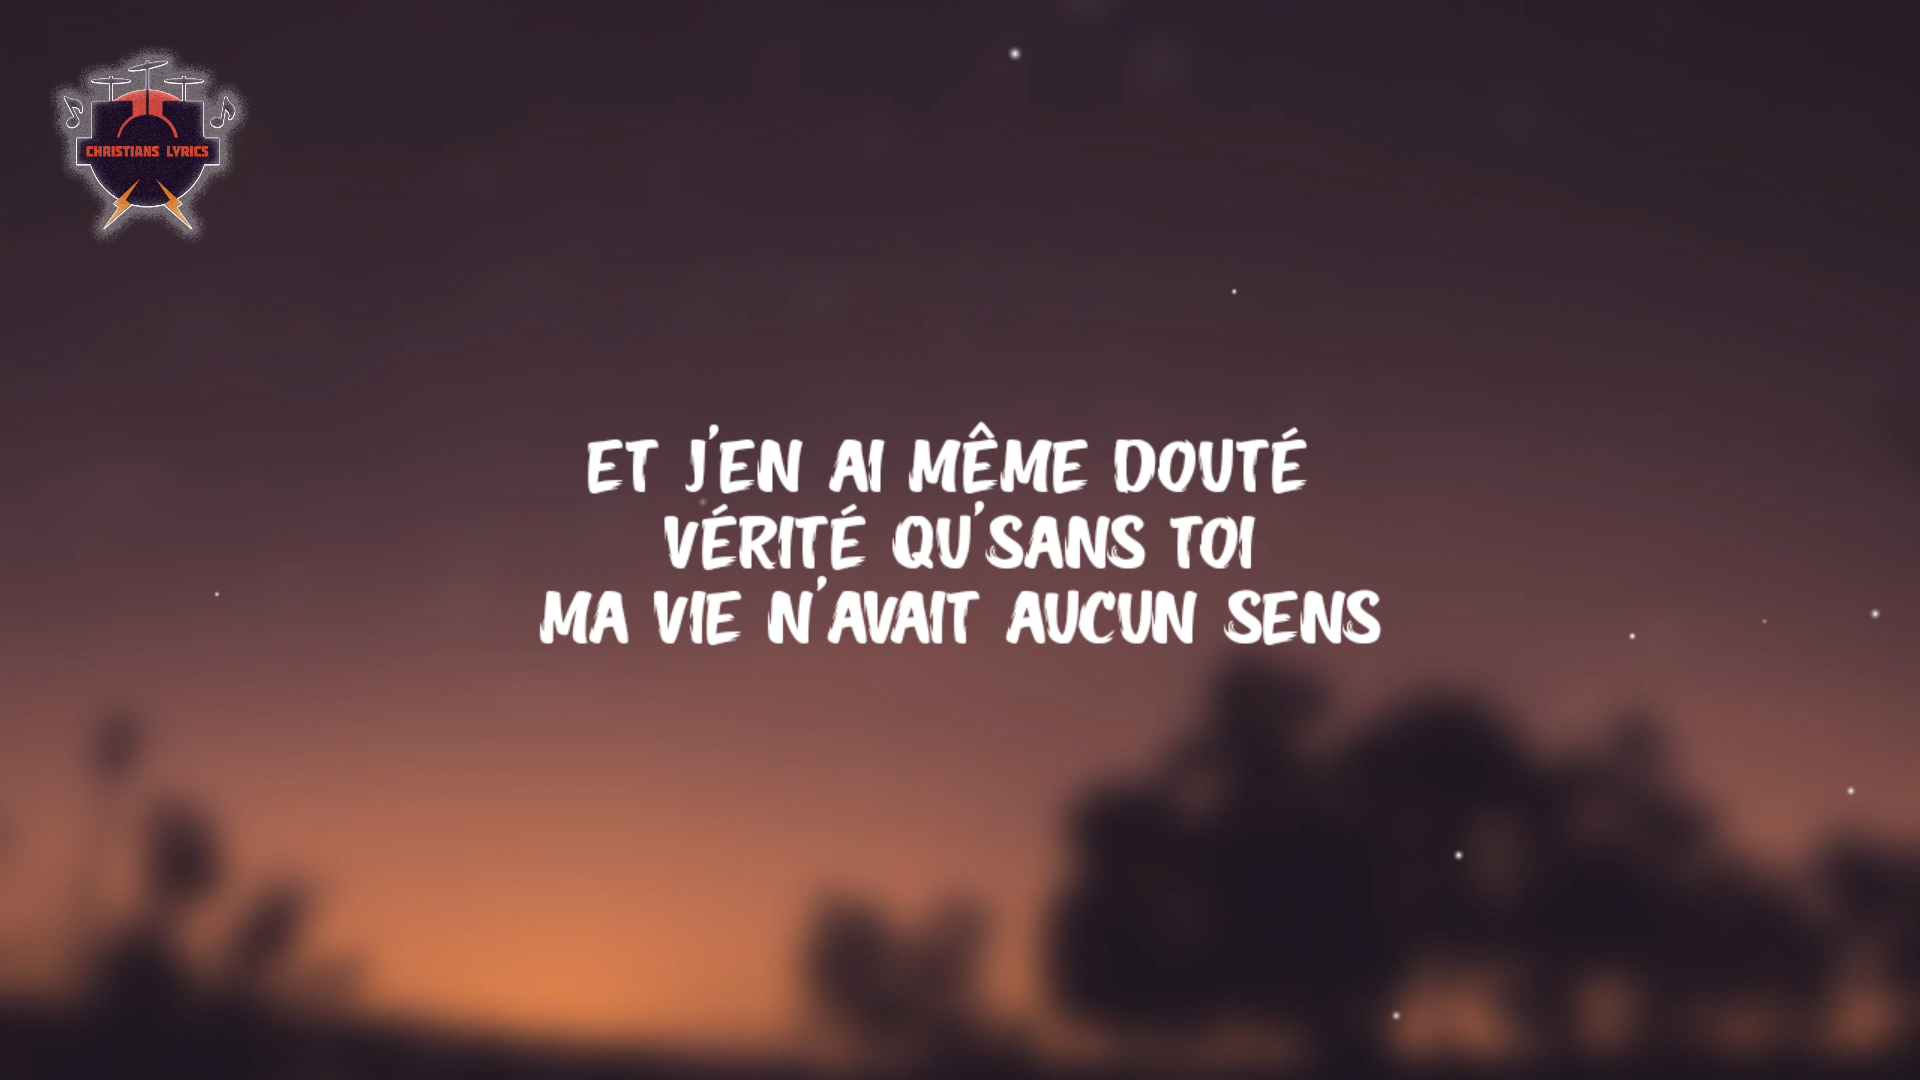 CHRISTIANS LYRICS
ET J'EN AI MÊME DOUTÉ
VÉRITÉ QU'SANS TOI
MA VIE N'AVAIT AUCUN SENS